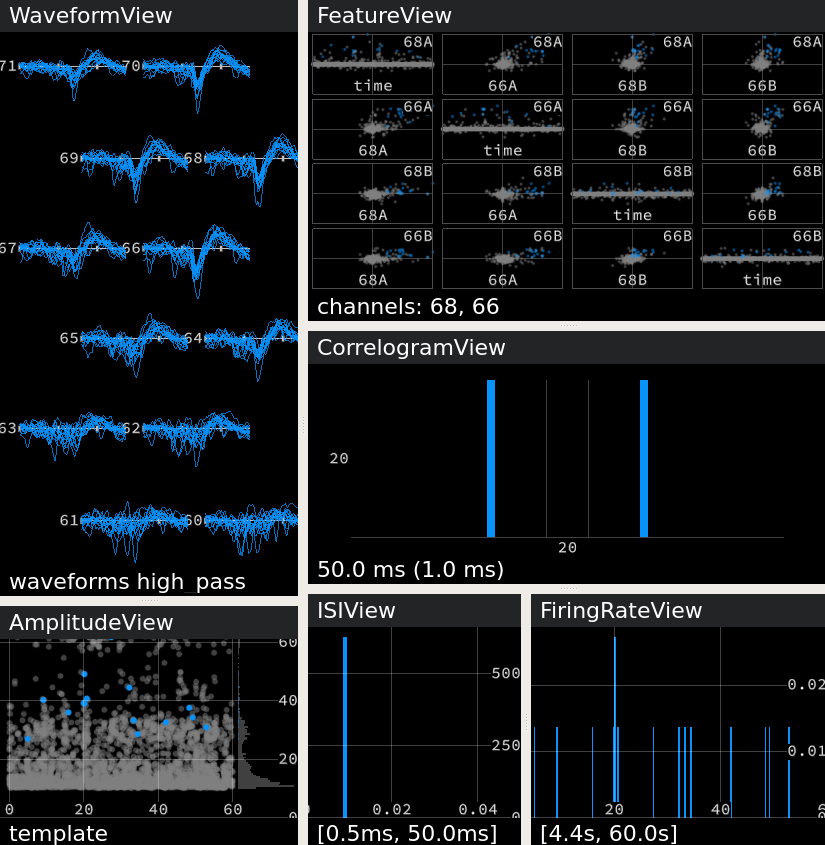 WaveformView
71 70
69 68
67 66
65 64
63 62
61 60
waveforms high_pass
FeatureView
68A 68A 68A 68A
time 66A 68B 66B
66A 66A 66A 66A
68A time 68B 66B
68B 68B 68B 68B
68A 66A time 66B
66B 66B 66B 66B
68A 66A 68B time
channels: 68, 66
CorrelogramView
20
20
50.0 ms (1.0 ms)
AmplitudeView
60
40
20
0
0 20 40 60
template
ISIView
500
250
0.02 0.04
[0.5ms, 50.0ms]
FiringRateView
0.02
0.01
20 40
[4.4s, 60.0s]